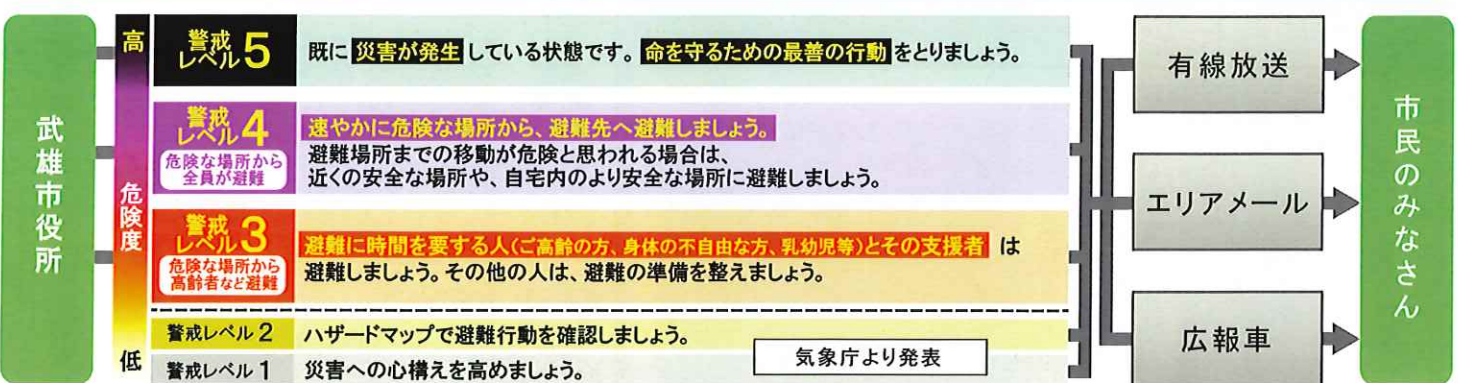 武雄市役所
高
危険度
低
警戒レベル5
既に災害が発生している状態です。命を守るための最善の行動をとりましょう。
警戒レベル4
危険な場所から
全員が避難
速やかに危険な場所から、避難先へ避難しましょう。
避難場所までの移動が危険と思われる場合は、
近くの安全な場所や、自宅内のより安全な場所に避難しましょう。
警戒レベル3
危険な場所から
高齢者など避難
避難に時間を要する人(ご高齢の方、身体の不自由な方、乳幼児等)とその支援者 は
避難しましょう。その他の人は、避難の準備を整えましょう。
警戒レベル2
ハザードマップで避難行動を確認しましょう。
警戒レベル1
災害への心構えを高めましょう。
気象庁より発表
有線放送
エリアメール
広報車
市民のみなさん